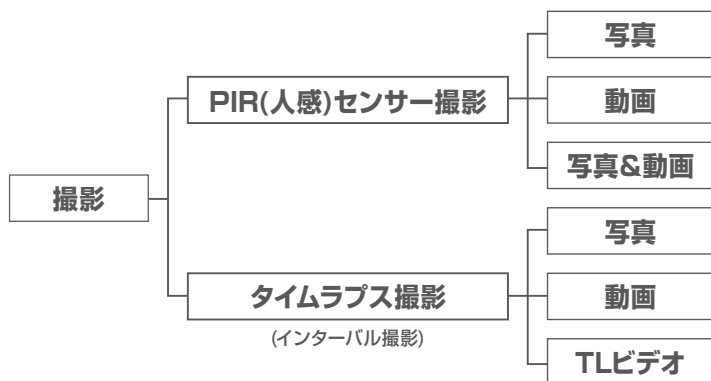 撮影
PIR(人感)センサー撮影
写真
動画
写真&動画
タイムラプス撮影
(インターバル撮影)
写真
動画
TLビデオ